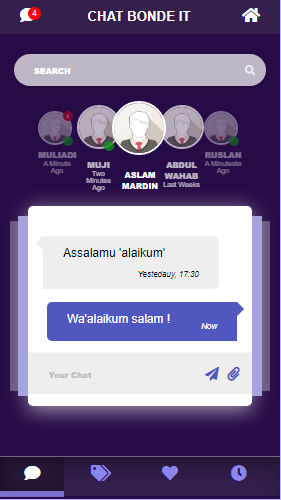 4
CHAT BONDE IT
SEARCH
4
MULIADI
A Minute
Ago
MUJI
Two
Minutes
Ago
ASLAM
MARDIN
ABDUL
WAHAB
Last Weeks
RUSLAN
A Minutesta
Ago
Assalamu 'alaikum'
Yestedauy, 17:30
Wa'alaikum salam !
Now
Your Chat